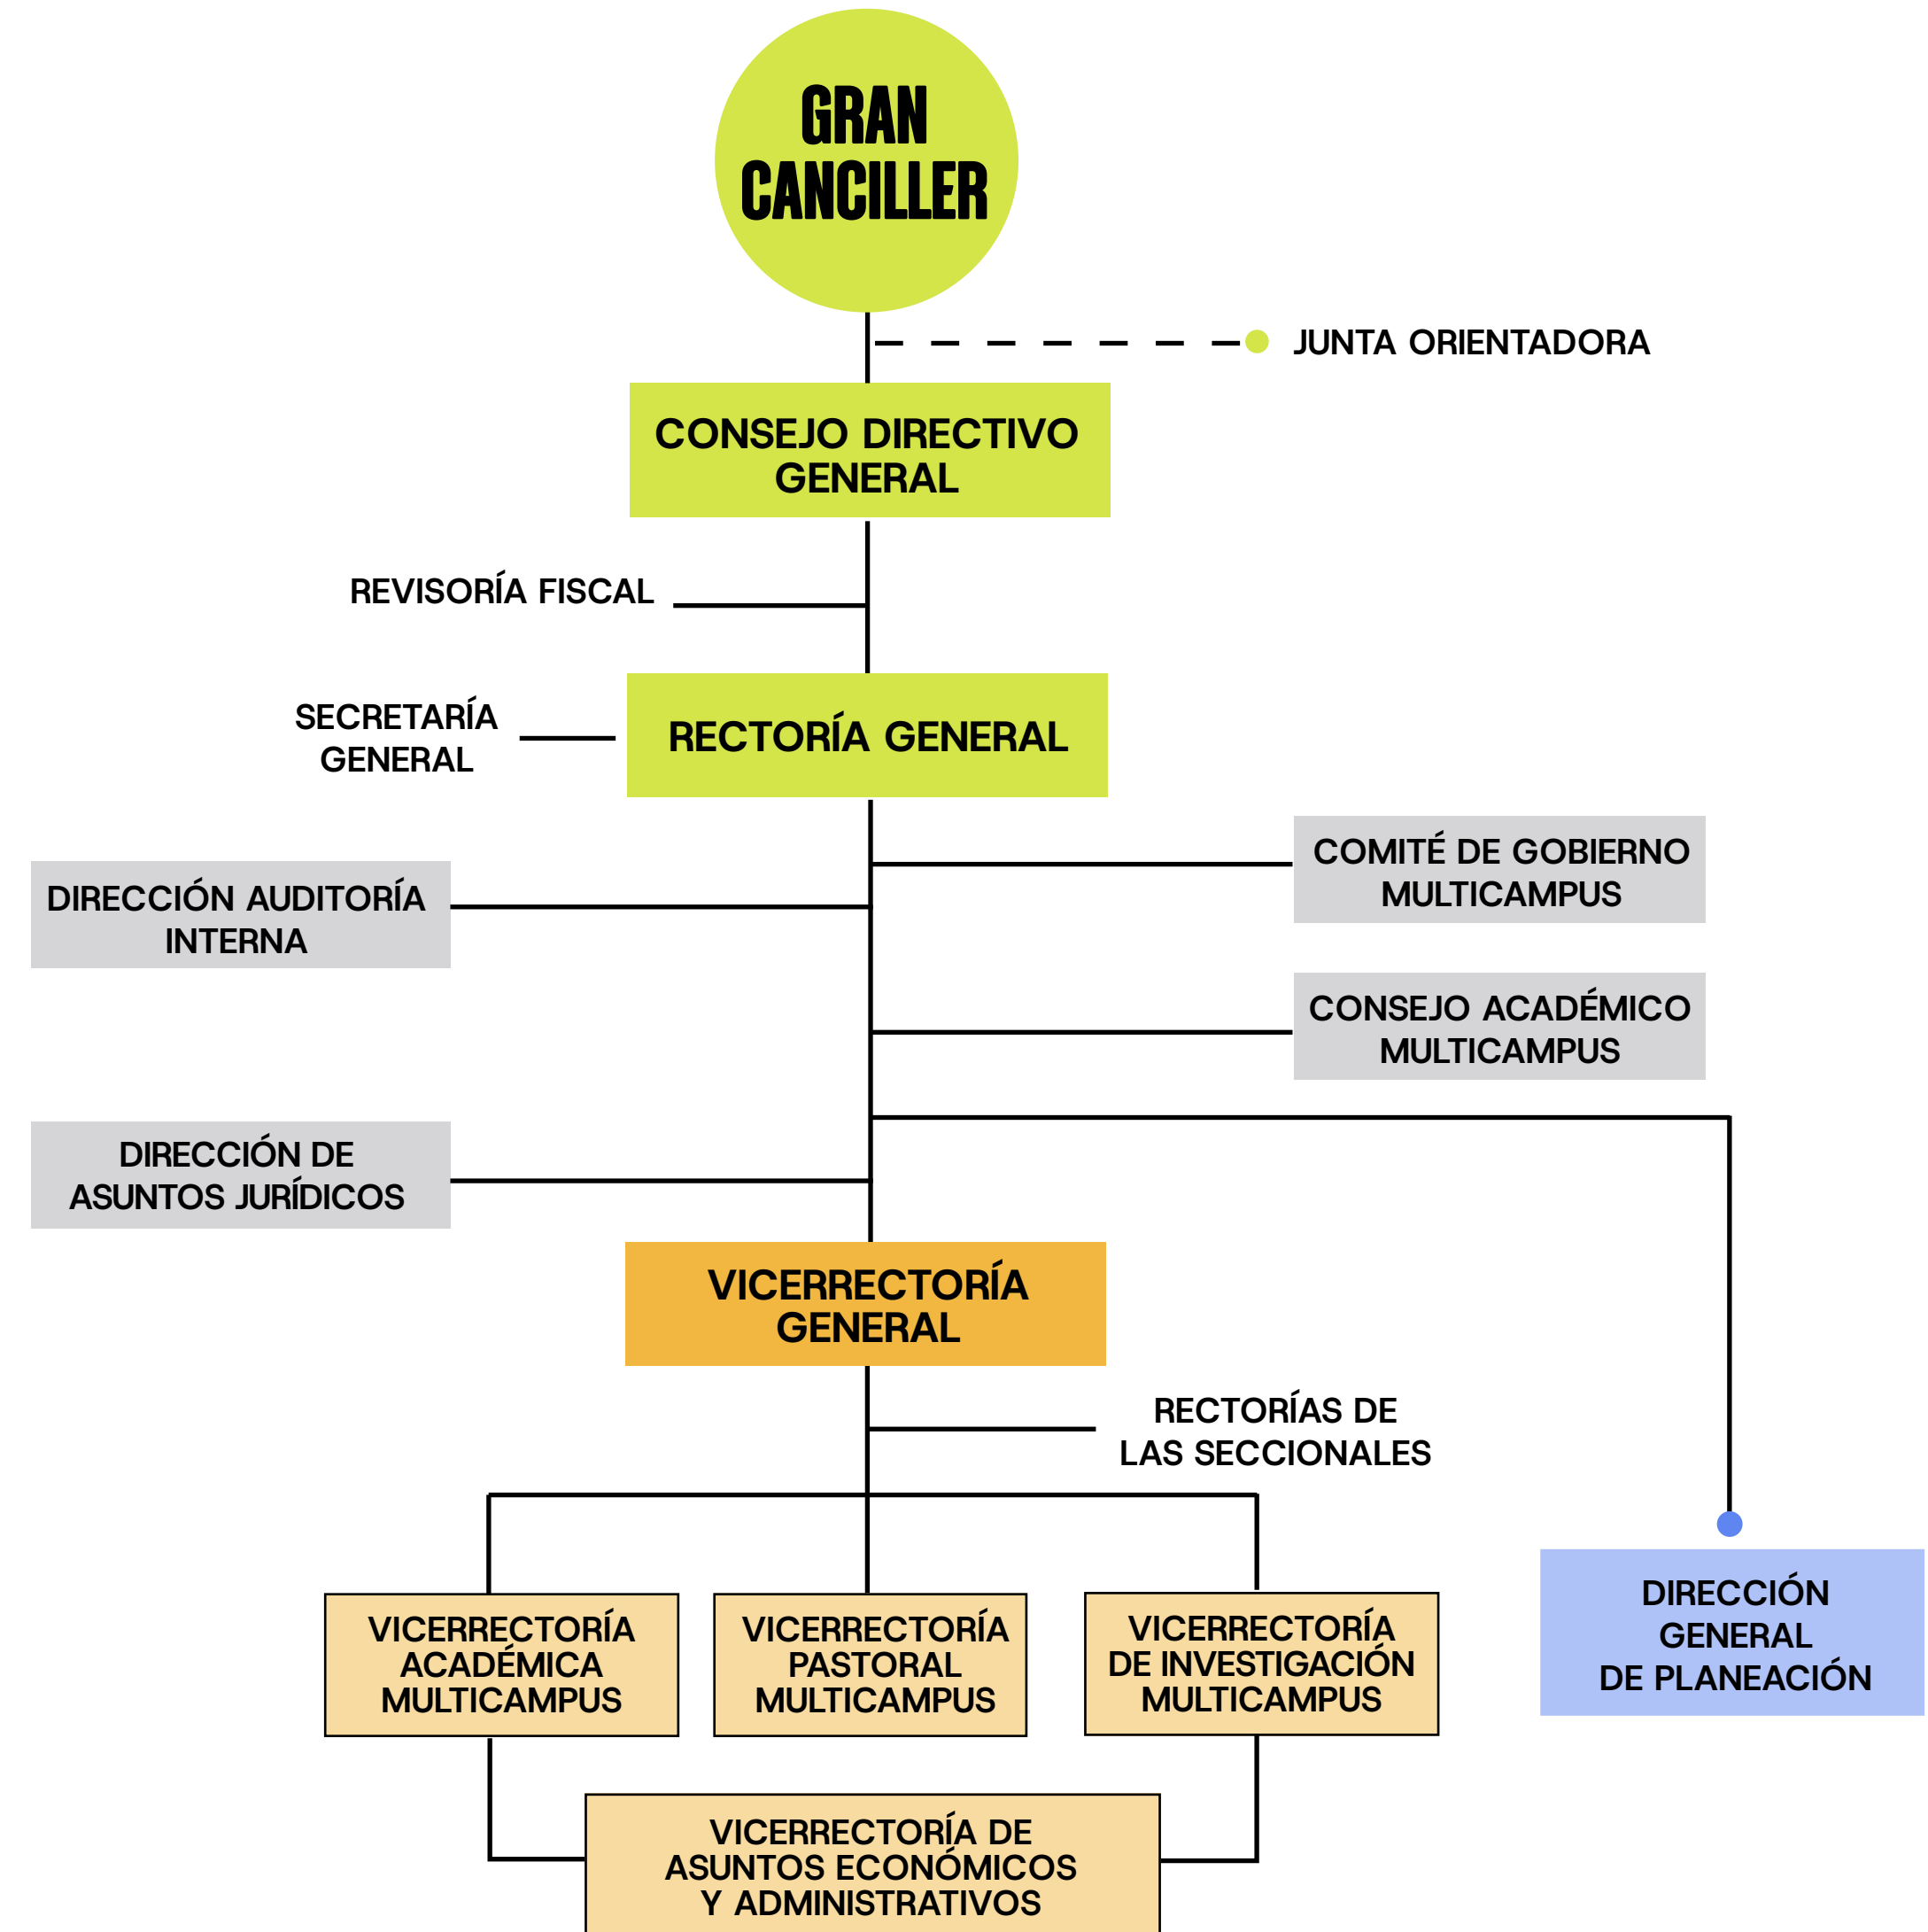 GRAN
CANCILLER
JUNTA ORIENTADORA
CONSEJO DIRECTIVO
GENERAL
REVISORÍA FISCAL
SECRETARÍA
GENERAL
RECTORÍA GENERAL
COMITÉ DE GOBIERNO
MULTICAMPUS
DIRECCIÓN AUDITORÍA
INTERNA
CONSEJO ACADÉMICO
MULTICAMPUS
DIRECCIÓN DE
ASUNTOS JURÍDICOS
VICERRECTORÍA
GENERAL
RECTORÍAS DE
LAS SECCIONALES
VICERRECTORÍA
ACADÉMICA
MULTICAMPUS
VICERRECTORÍA
PASTORAL
MULTICAMPUS
VICERRECTORÍA
DE INVESTIGACIÓN
MULTICAMPUS
DIRECCIÓN
GENERAL
DE PLANEACIÓN
VICERRECTORÍA DE
ASUNTOS ECONÓMICOS
Y ADMINISTRATIVOS